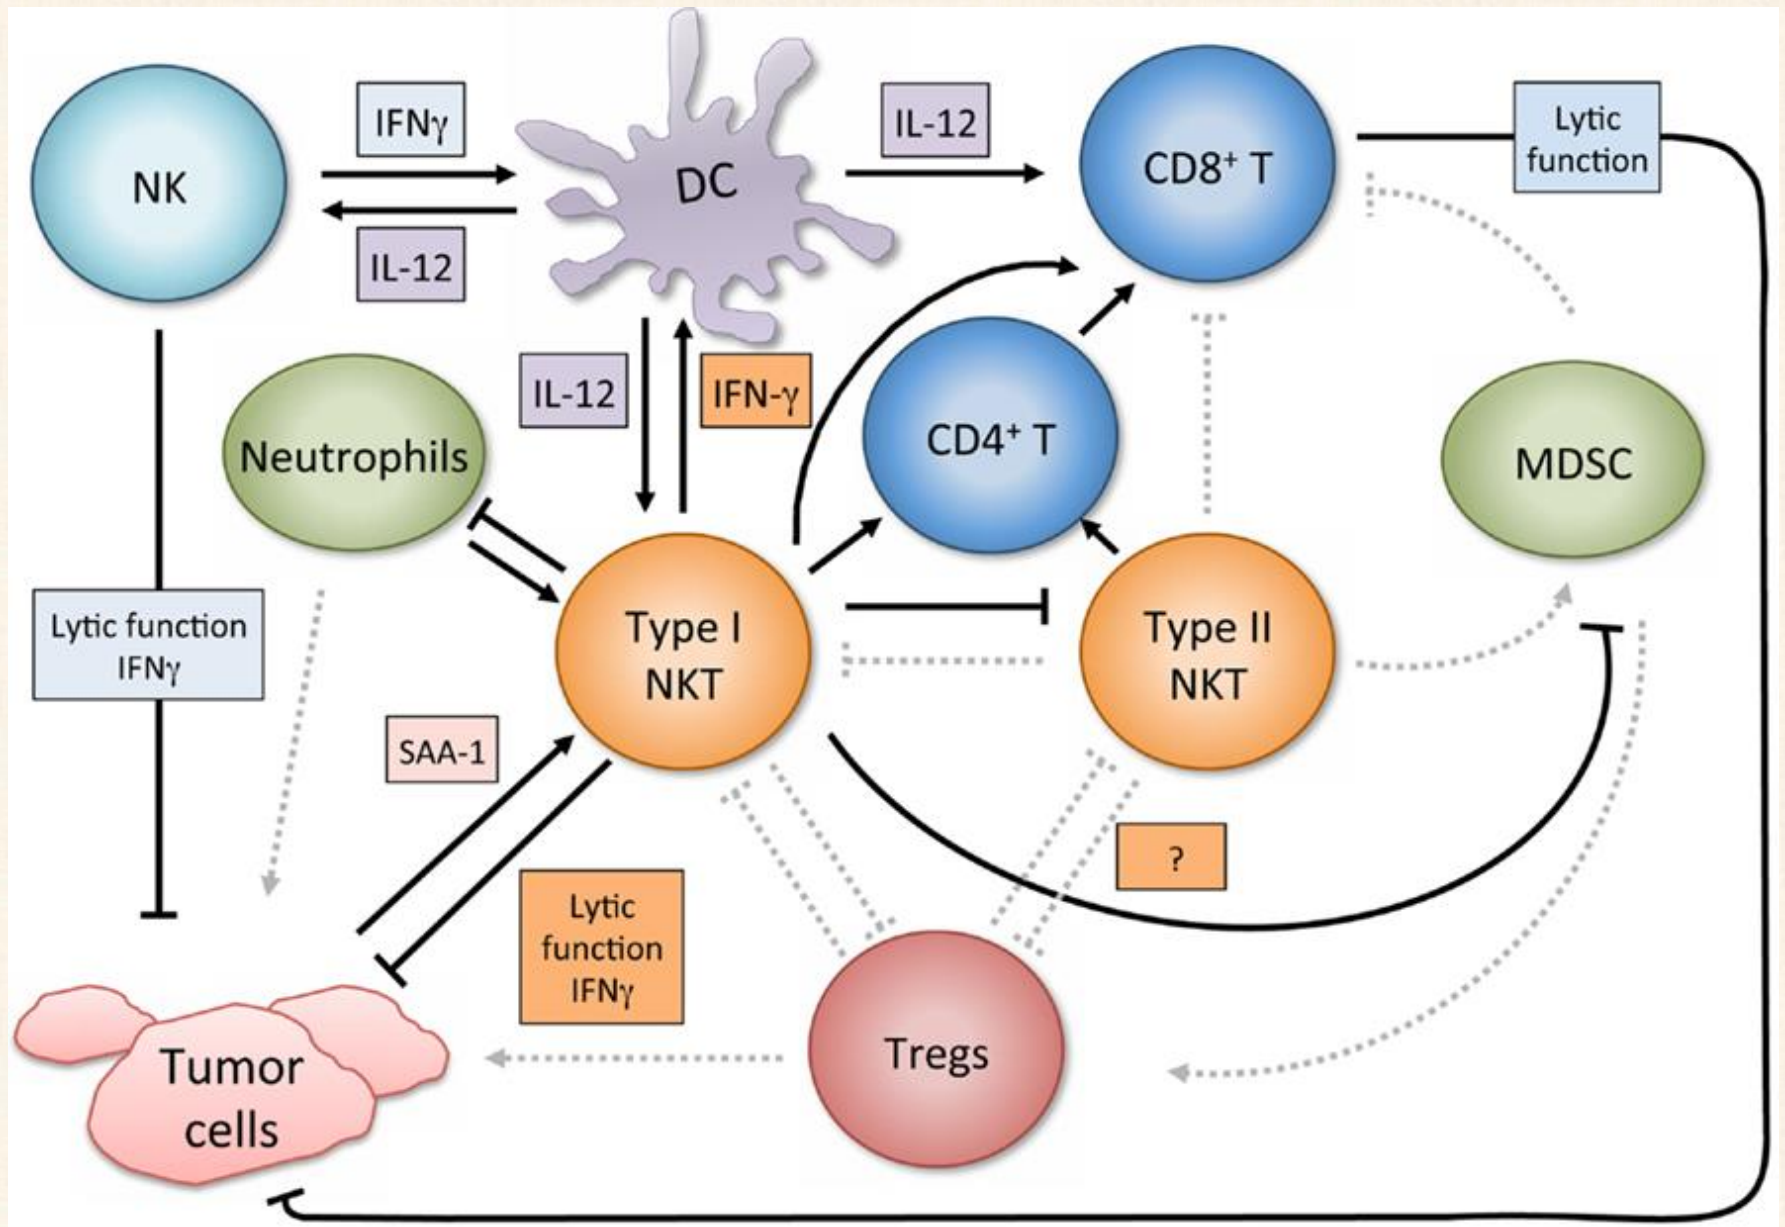 NK
IFNγ
IL-12
DC
IL-12
CD8⁺ T
Lytic
function
Neutrophils
IL-12
IFN-γ
CD4⁺ T
MDSC
Lytic function
IFNγ
Type I
NKT
Type II
NKT
SAA-1
Lytic
function
IFNγ
?
Tumor
cells
Tregs